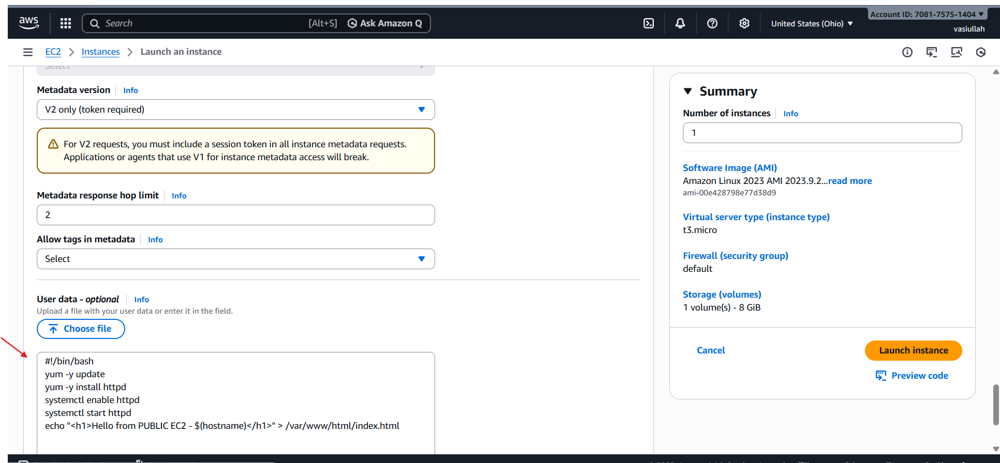 aws
Search
[Alt+S]
Ask Amazon Q
United States (Ohio)
Account ID: 7081-7575-1404
vasiullah
EC2
Instances
Launch an instance
Select
Metadata version
Info
V2 only (token required)
For V2 requests, you must include a session token in all instance metadata requests.
Applications or agents that use V1 for instance metadata access will break.
Metadata response hop limit
Info
2
Allow tags in metadata
Info
Select
User data - optional
Info
Upload a file with your user data or enter it in the field.
Choose file
#!/bin/bash
yum -y update
yum -y install httpd
systemctl enable httpd
systemctl start httpd
echo "<h1>Hello from PUBLIC EC2 - $(hostname)</h1>" > /var/www/html/index.html
Summary
Number of instances
Info
1
Software Image (AMI)
Amazon Linux 2023 AMI 2023.9.2...read more
ami-00e428798e77d38d9
Virtual server type (instance type)
t3.micro
Firewall (security group)
default
Storage (volumes)
1 volume(s) - 8 GiB
Cancel
Launch instance
Preview code